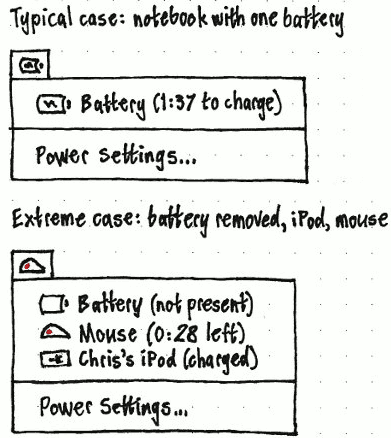 Typical case: notebook with one battery
Battery (1:37 to charge)
Power Settings...
Extreme case: battery removed, iPod, mouse
Battery (not present)
Mouse (0:28 left)
Chris's iPod (charged)
Power Settings...